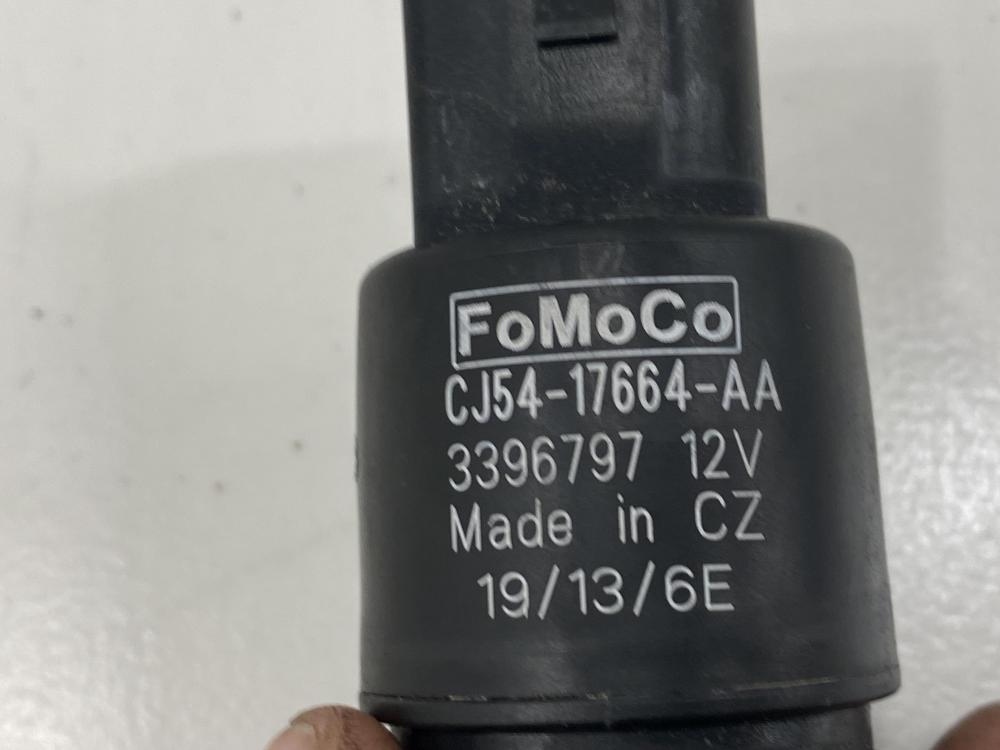 FoMoCo
CJ54-17664-AA
3396797 12V
Made in CZ
19/13/6E